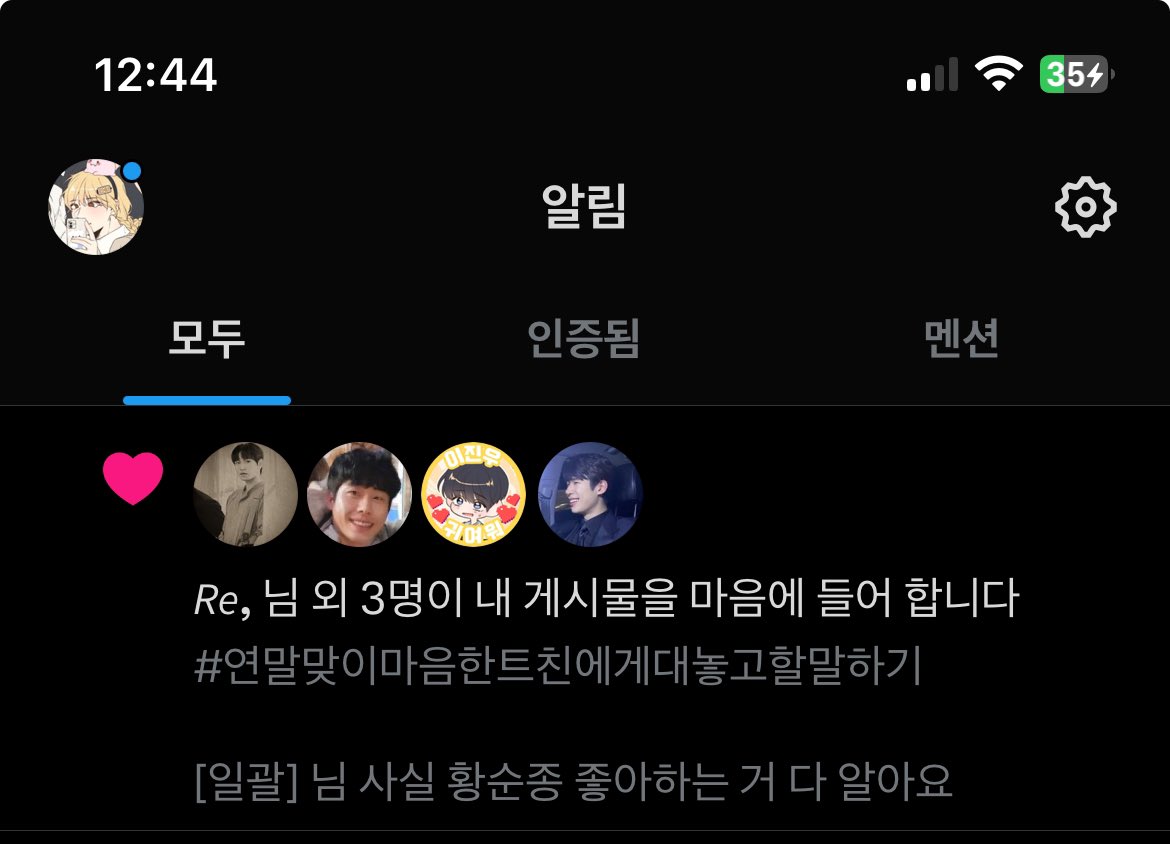 12:44
35
알림
모두 인증됨 멘션
이진우
귀여워
Re, 님 외 3명이 내 게시물을 마음에 들어 합니다
#연말맞이마음한트친에게대놓고할말하기
[일괄] 님 사실 황순종 좋아하는 거 다 알아요